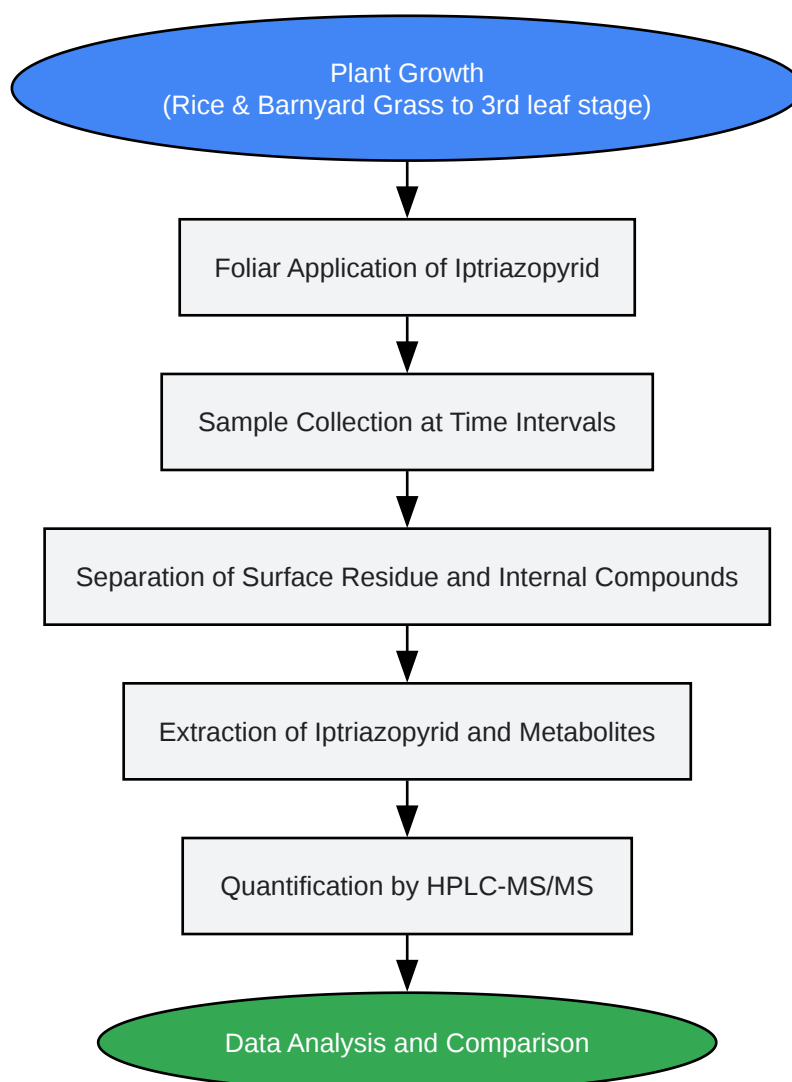 Plant Growth
(Rice & Barnyard Grass to 3rd leaf stage)
Foliar Application of Iptriazopyrid
Sample Collection at Time Intervals
Separation of Surface Residue and Internal Compounds
Extraction of Iptriazopyrid and Metabolites
Quantification by HPLC-MS/MS
Data Analysis and Comparison